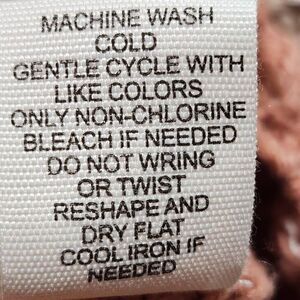 MACHINE WASH
COLD
GENTLE CYCLE WITH
LIKE COLORS
ONLY NON-CHLORINE
BLEACH IF NEEDED
DO NOT WRING
OR TWIST
RESHAPE AND
DRY FLAT
COOL IRON IF
NEEDED